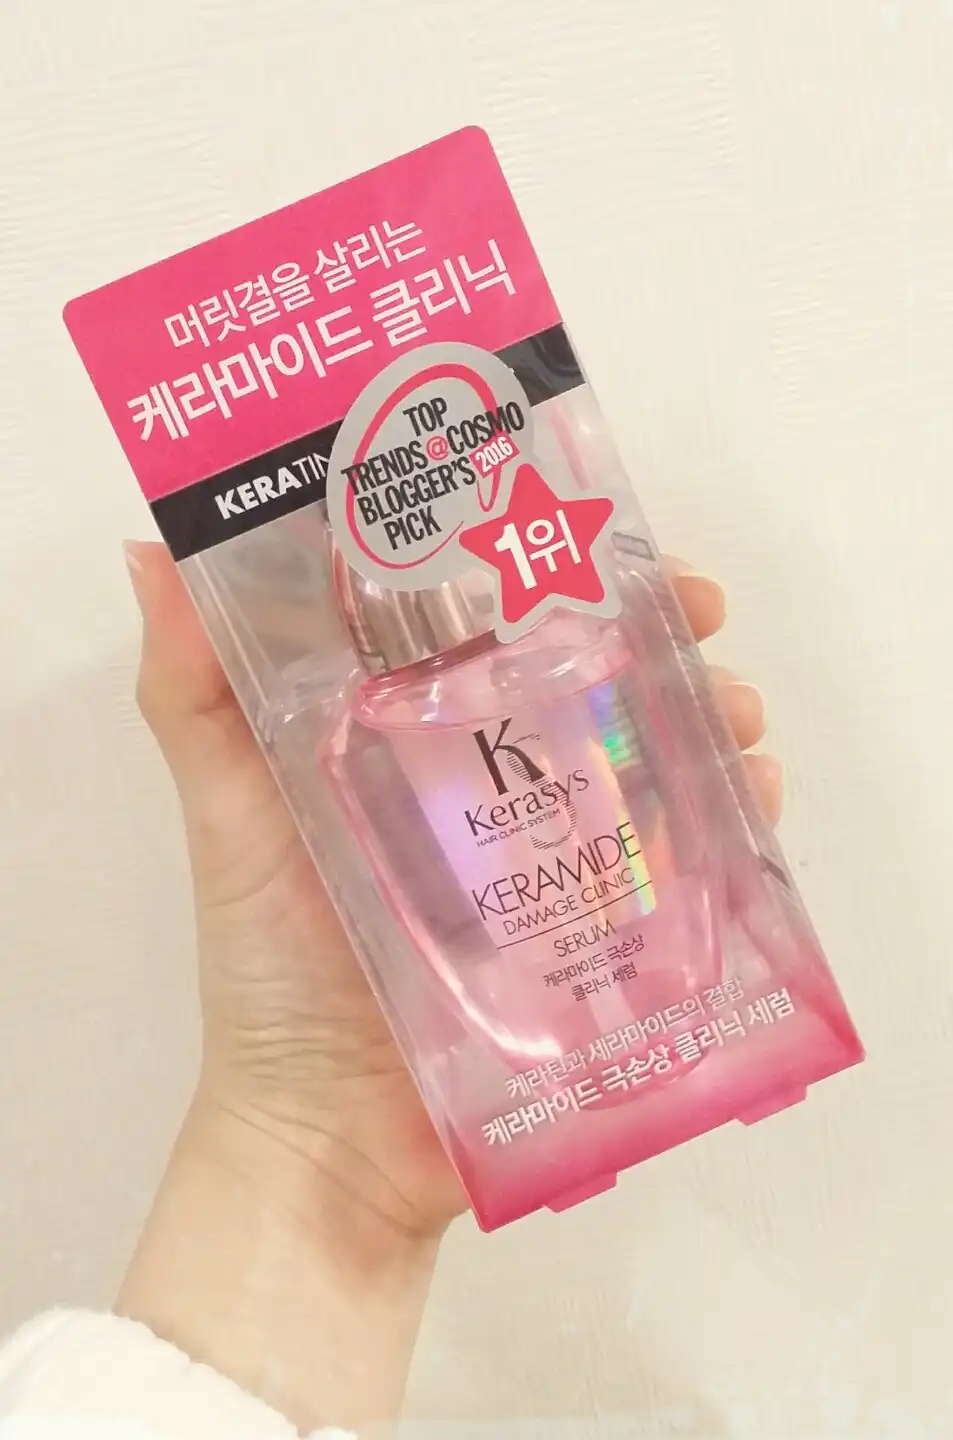 머릿결을 살리는
케라마이드 클리닉
KERATIN
TOP
TRENDS @COSMO
BLOGGER'S 2016
PICK
1위
Kerasys
HAIR CLINIC SYSTEM
KERAMIDE
DAMAGE CLINIC
SERUM
케라마이드 극손상
클리닉 세럼
케라틴과 세라마이드의 결합
케라마이드 극손상 클리닉 세럼